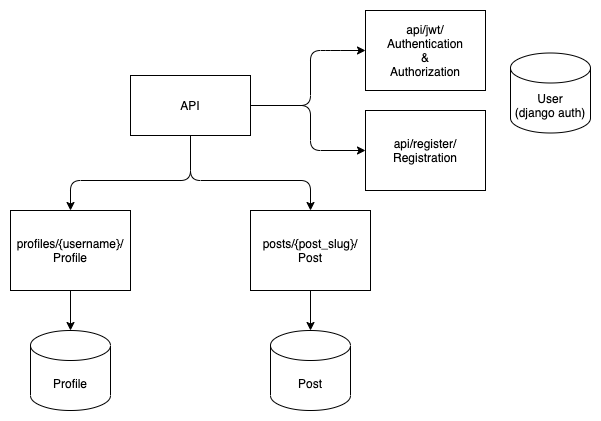 api/jwt/
Authentication
&
Authorization
User
(django auth)
API
api/register/
Registration
profiles/{username}/
Profile
posts/{post_slug}/
Post
Profile
Post